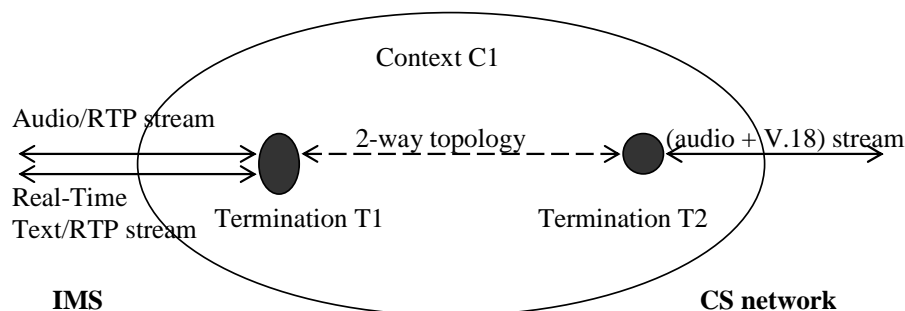 Context C1
Audio/RTP stream
2-way topology
(audio + V.18) stream
Real-Time
Text/RTP stream
Termination T1
Termination T2
IMS
CS network